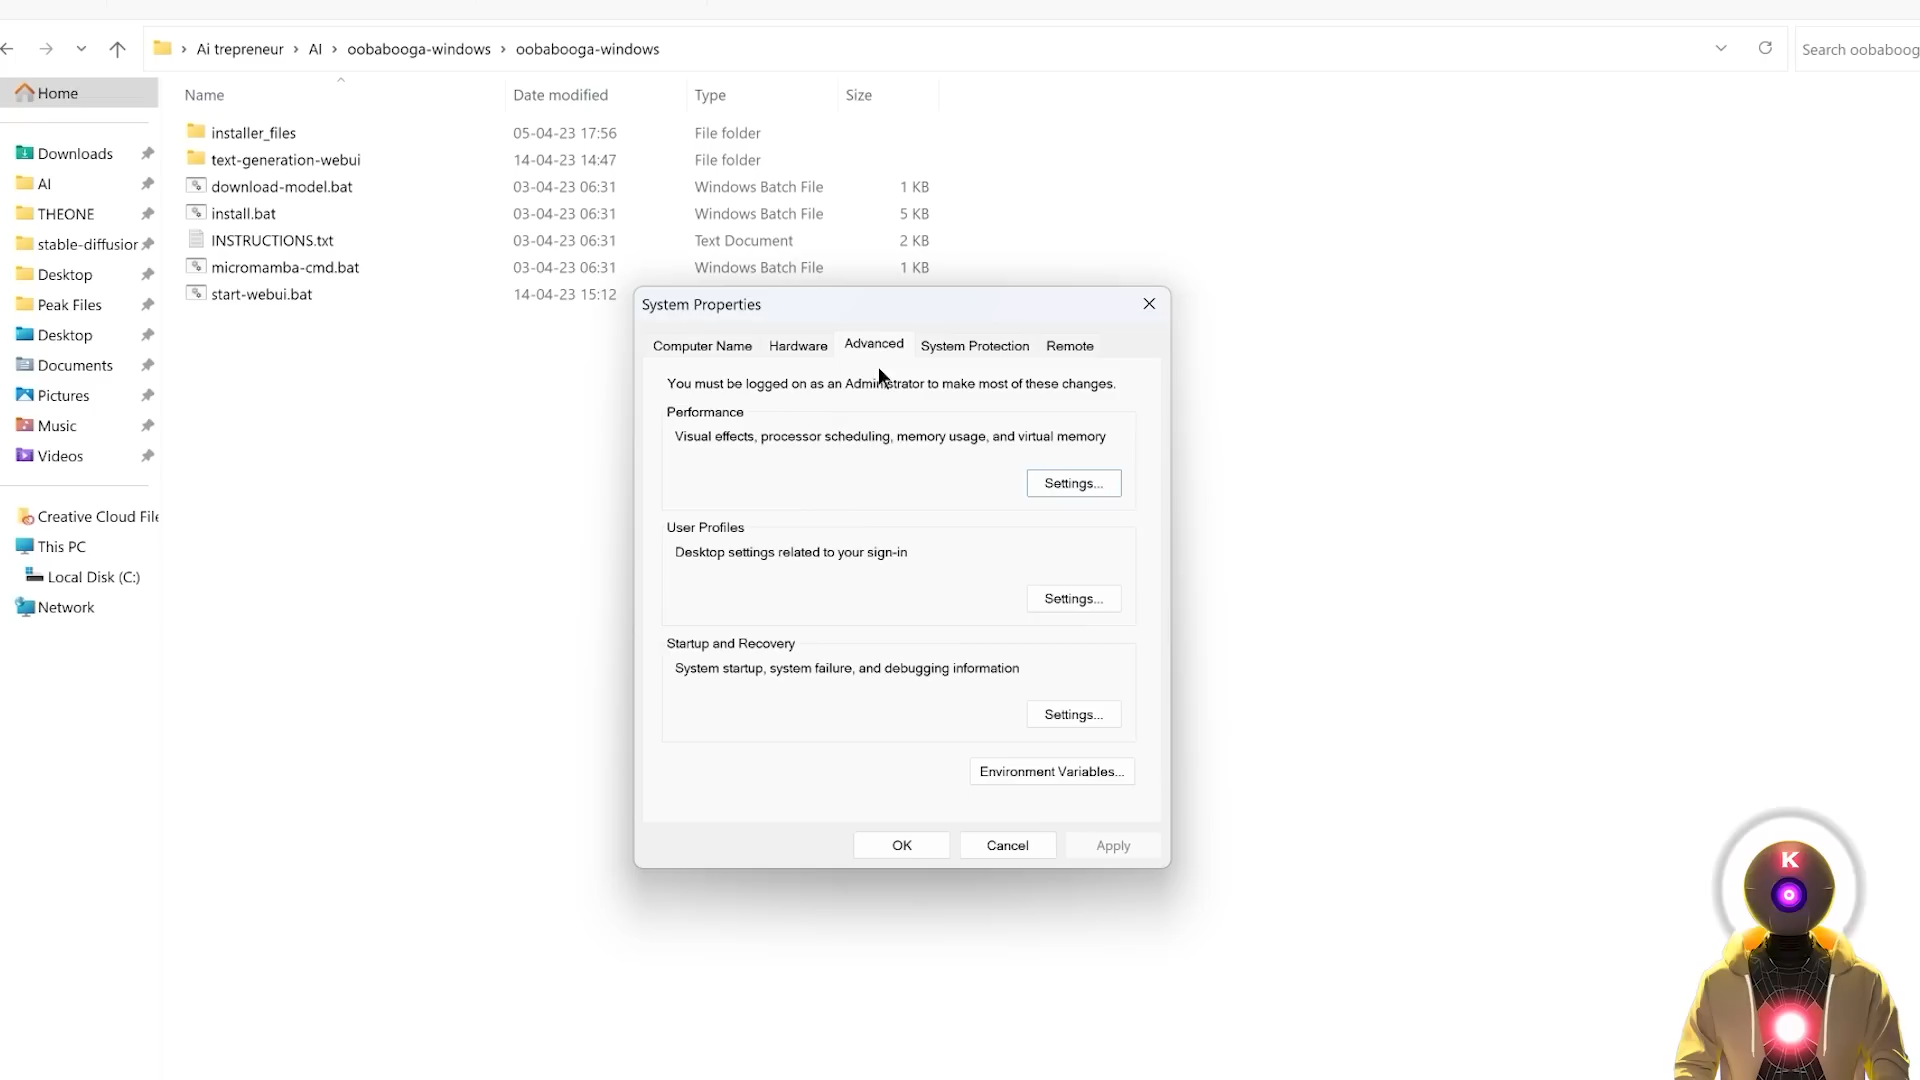 Ai trepreneur > AI > oobabooga-windows > oobabooga-windows
Search oobaboog
Home
Downloads
AI
THEONE
stable-diffusior
Desktop
Peak Files
Desktop
Documents
Pictures
Music
Videos
Creative Cloud File
This PC
Local Disk (C:)
Network
Name Date modified Type Size
installer_files 05-04-23 17:56 File folder
text-generation-webui 14-04-23 14:47 File folder
download-model.bat 03-04-23 06:31 Windows Batch File 1 KB
install.bat 03-04-23 06:31 Windows Batch File 5 KB
INSTRUCTIONS.txt 03-04-23 06:31 Text Document 2 KB
micromamba-cmd.bat 03-04-23 06:31 Windows Batch File 1 KB
start-webui.bat 14-04-23 15:12
System Properties
Computer Name Hardware Advanced System Protection Remote
You must be logged on as an Administrator to make most of these changes.
Performance
Visual effects, processor scheduling, memory usage, and virtual memory
Settings...
User Profiles
Desktop settings related to your sign-in
Settings...
Startup and Recovery
System startup, system failure, and debugging information
Settings...
Environment Variables...
OK Cancel Apply
K